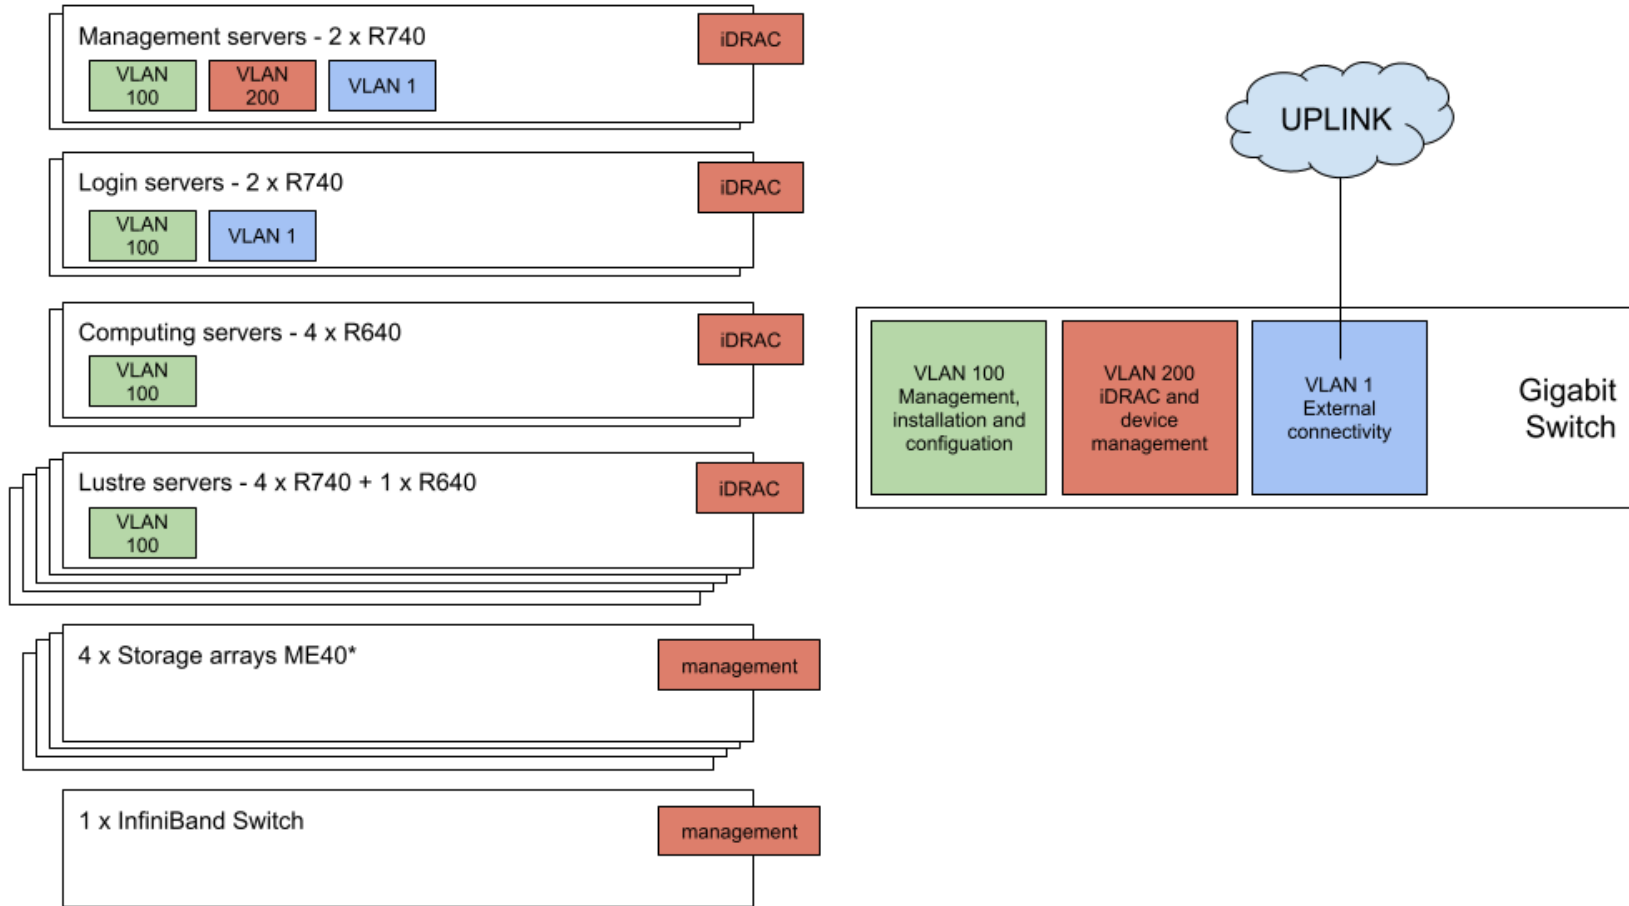 Management servers - 2 x R740
iDRAC
VLAN
100
VLAN
200
VLAN 1
Login servers - 2 x R740
iDRAC
VLAN
100
VLAN 1
Computing servers - 4 x R640
iDRAC
VLAN
100
Lustre servers - 4 x R740 + 1 x R640
iDRAC
VLAN
100
4 x Storage arrays ME40*
management
1 x InfiniBand Switch
management
UPLINK
VLAN 100
Management,
installation and
configuation
VLAN 200
iDRAC and
device
management
VLAN 1
External
connectivity
Gigabit
Switch